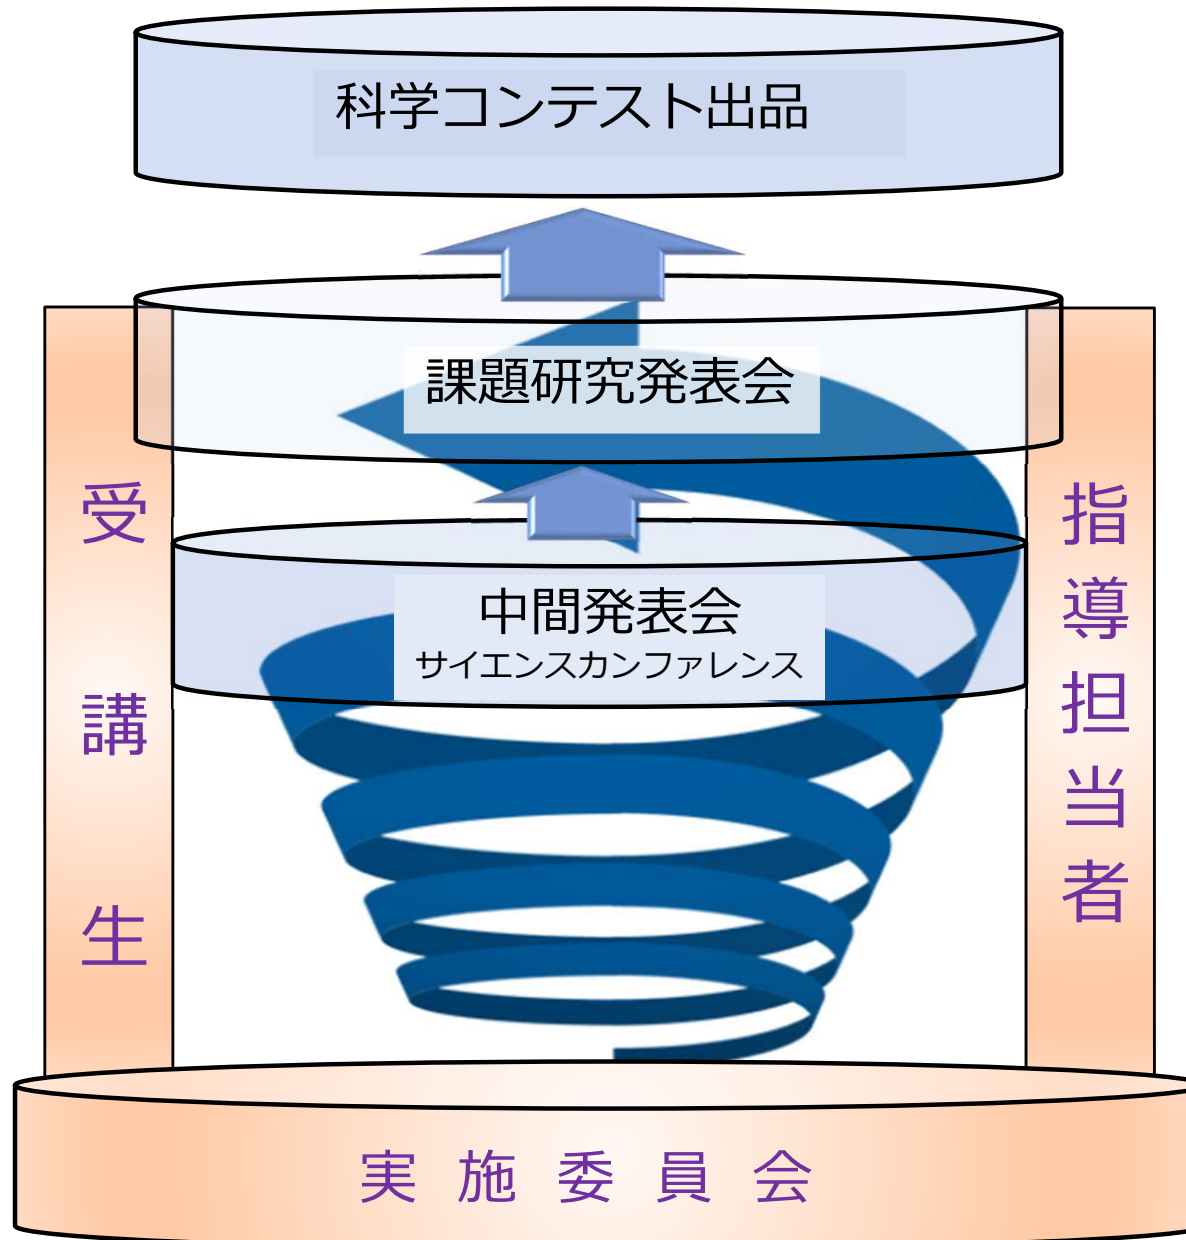 科学コンテスト出品
課題研究発表会
中間発表会
サイエンスカンファレンス
受講生
指導担当者
実施委員会